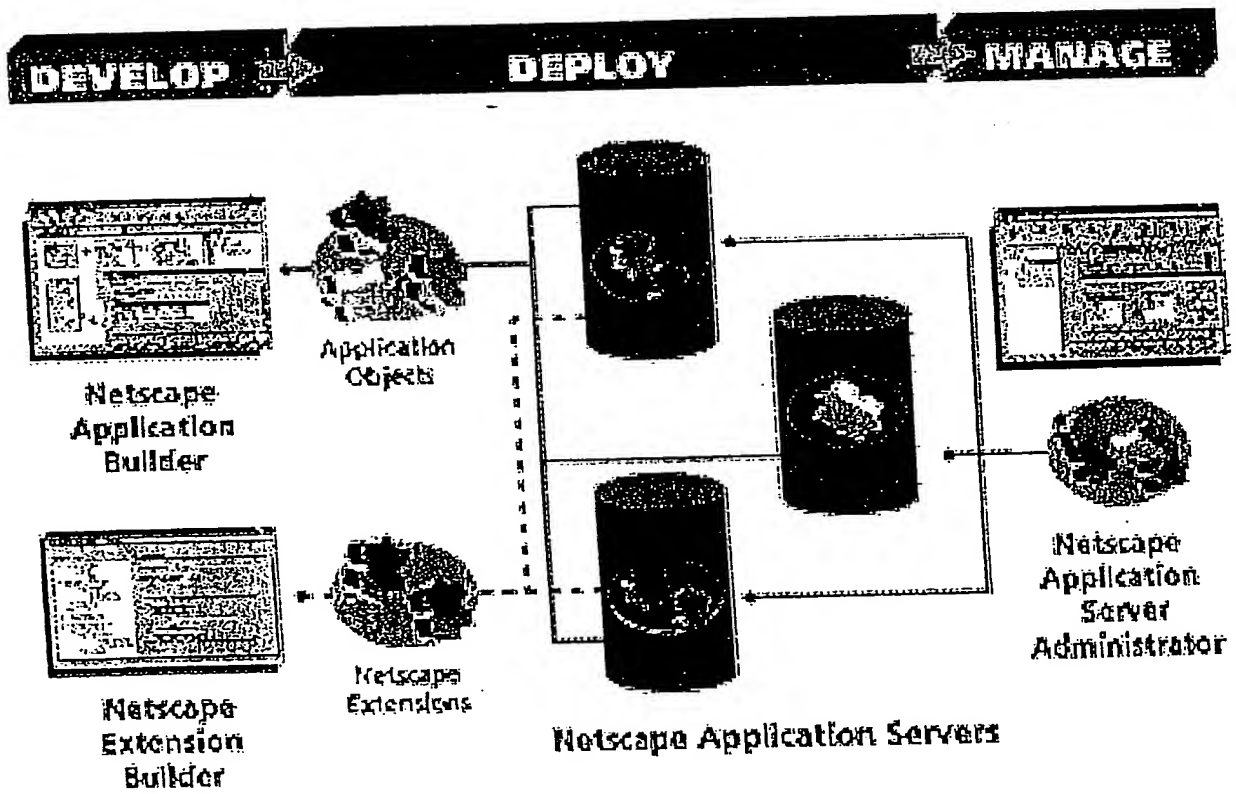 DEVELOP
DEPLOY
MANAGE
Netscape
Application
Builder
Application
Objects
Netscape
Extension
Builder
Netscape
Extensions
Netscape Application Servers
Netscape
Application
Server
Administrator